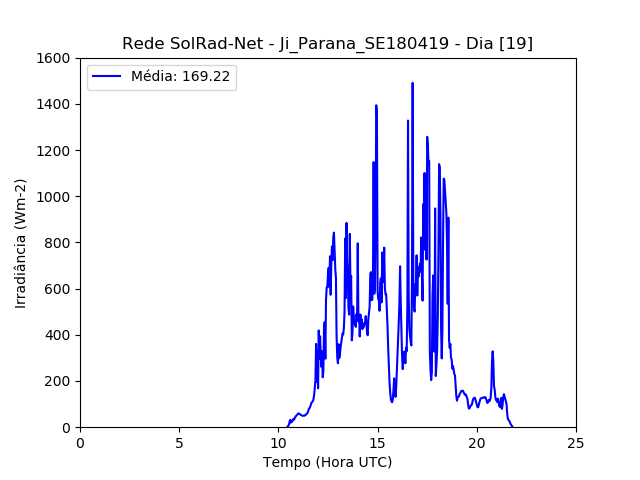 Rede SolRad-Net - Ji_Parana_SE180419 - Dia [19]
Média: 169.22
Irradiância (Wm-2)
1600
1400
1200
1000
800
600
400
200
0
0 5 10 15 20 25
Tempo (Hora UTC)